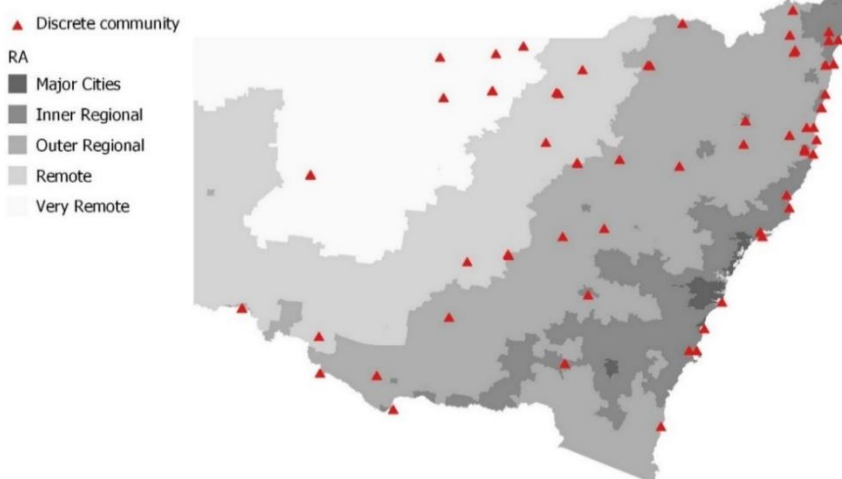 Discrete community
RA
Major Cities
Inner Regional
Outer Regional
Remote
Very Remote